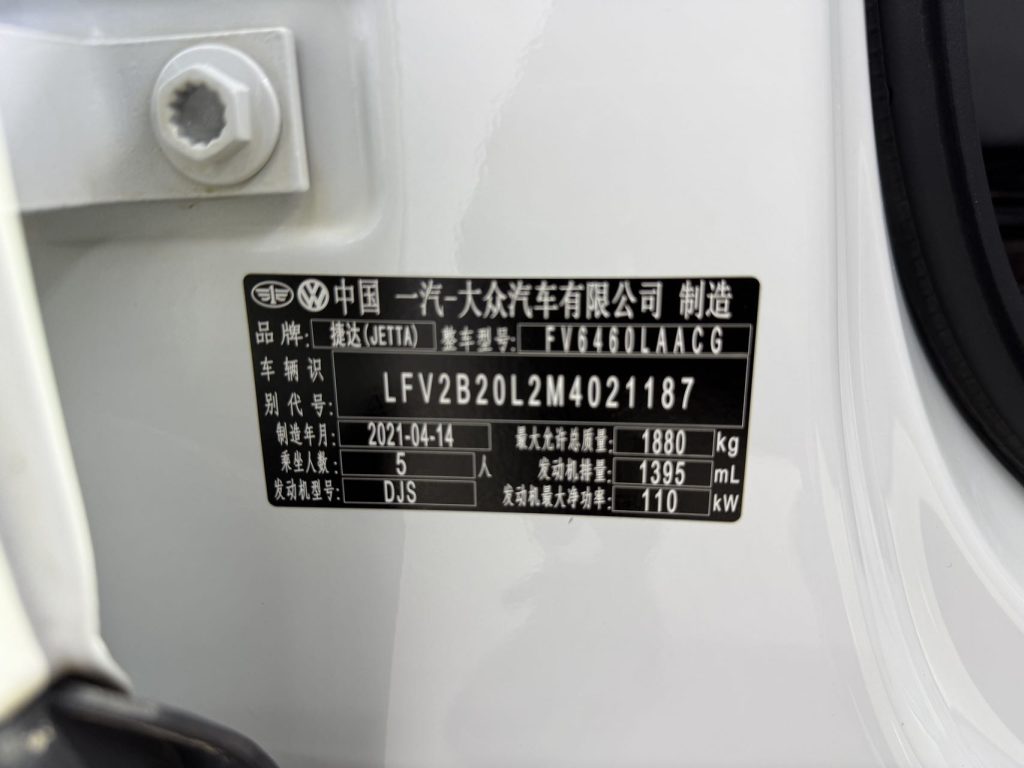 中国 一汽-大众汽车有限公司 制造
品牌: 捷达(JETTA) 整车型号: FV6460LAACG
车辆识别代号: LFV2B20L2M4021187
制造年月: 2021-04-14 最大允许总质量: 1880 kg
乘坐人数: 5 人 发动机排量: 1395 mL
发动机型号: DJS 发动机最大净功率: 110 kW